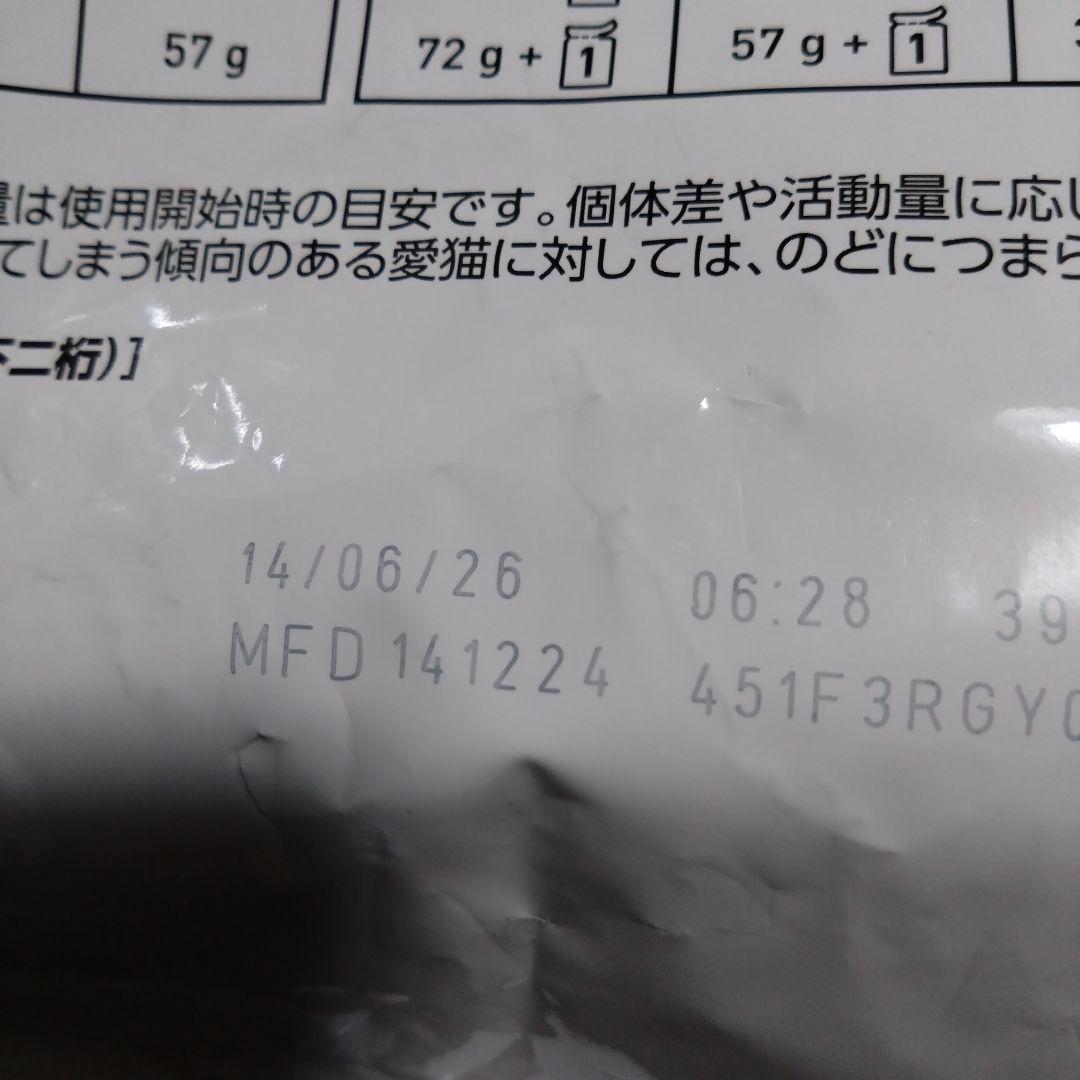 57 g 72 g + 1 57 g + 1
量は使用開始時の目安です。個体差や活動量に応い
てしまう傾向のある愛猫に対しては、のどにつまら
下二桁)]
14/06/26 06:28 39
MFD 141224 451F3RGY